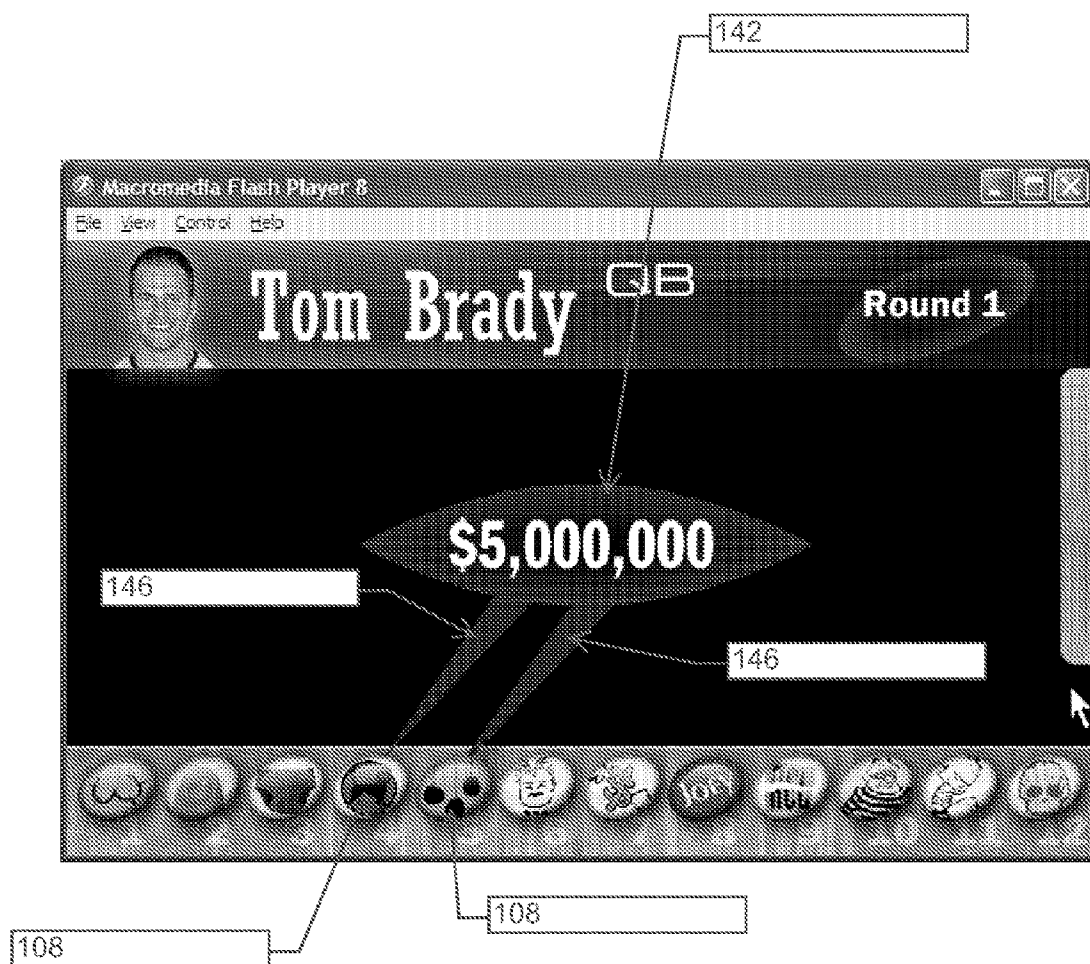 142
Macromedia Flash Player 8
File View Control Help
Tom Brady QB
Round 1
$5,000,000
146
146
108
108